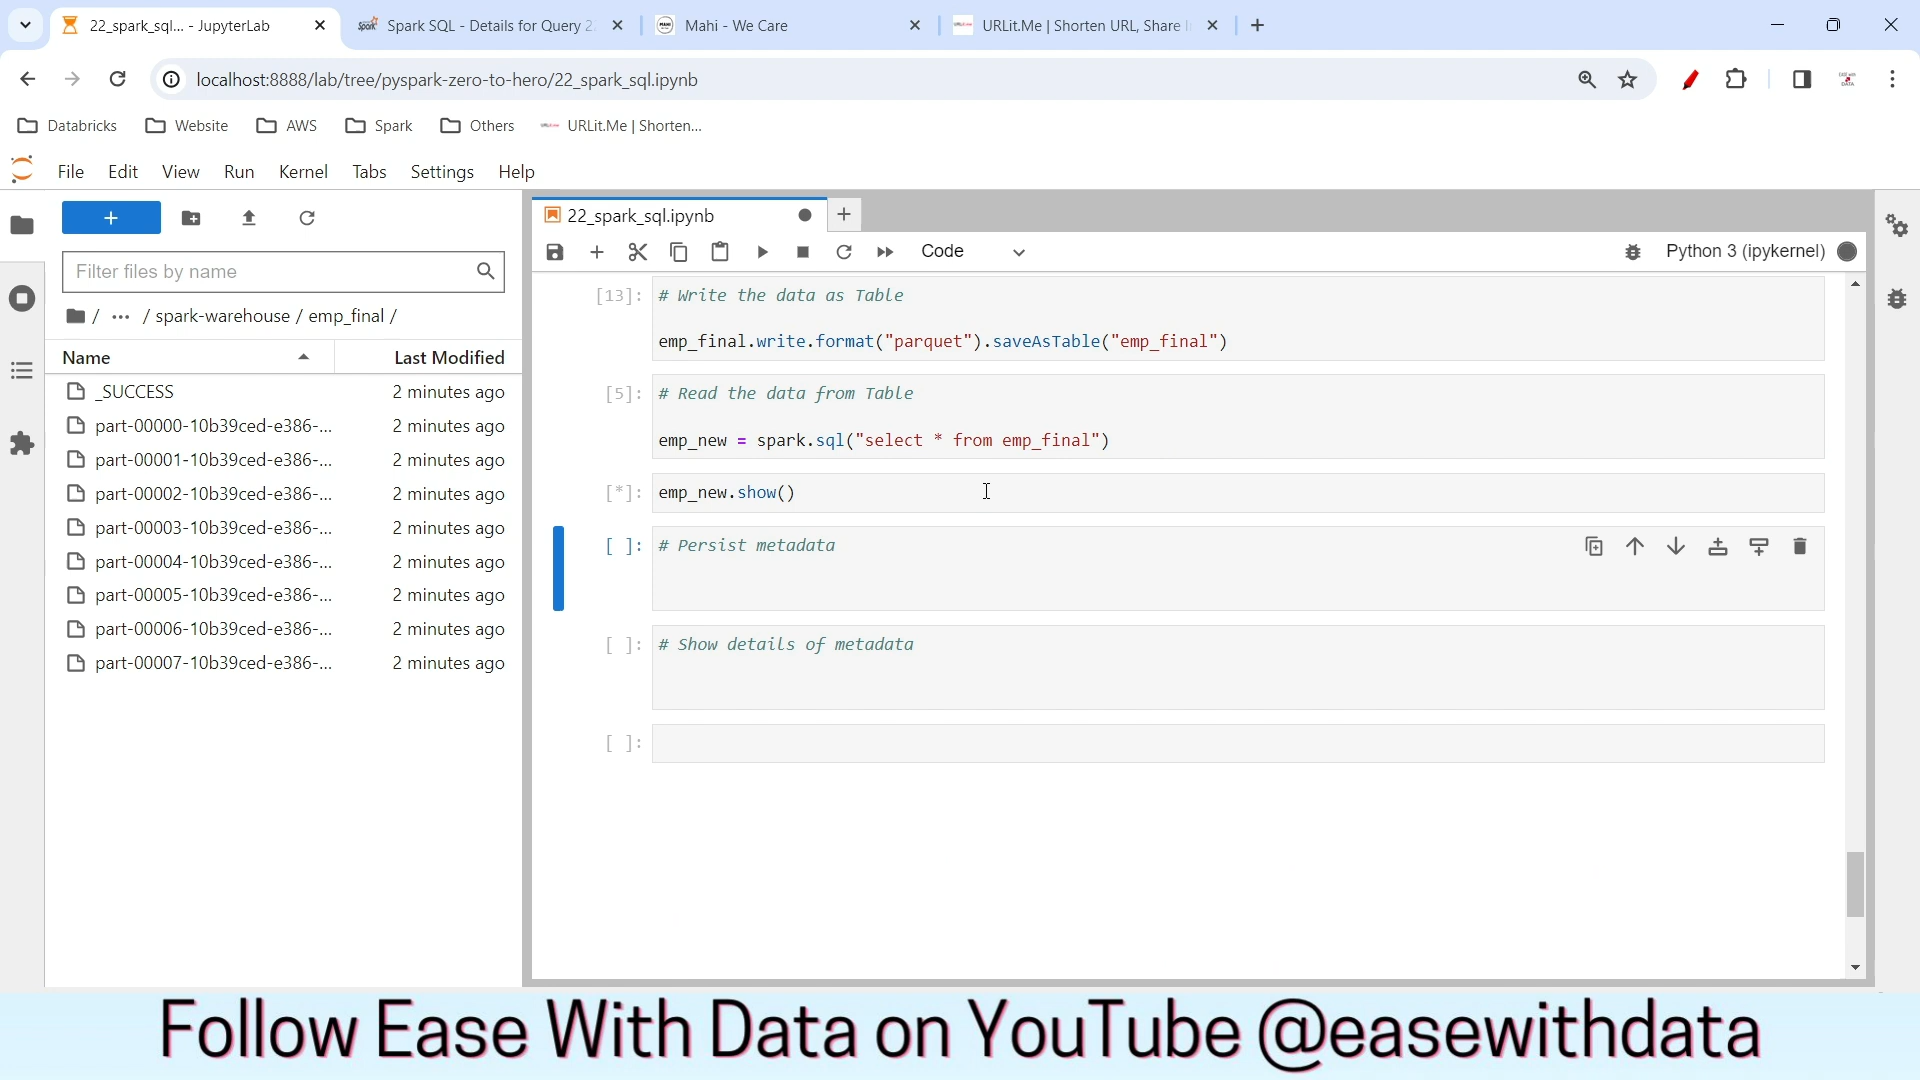 22_spark_sql... - JupyterLab
Spark SQL - Details for Query 2
Mahi - We Care
URLit.Me | Shorten URL, Share
localhost:8888/lab/tree/pyspark-zero-to-hero/22_spark_sql.ipynb
Databricks
Website
AWS
Spark
Others
URLit.Me | Shorten...
File
Edit
View
Run
Kernel
Tabs
Settings
Help
Filter files by name
/ ... / spark-warehouse / emp_final /
Name
Last Modified
_SUCCESS 2 minutes ago
part-00000-10b39ced-e386-... 2 minutes ago
part-00001-10b39ced-e386-... 2 minutes ago
part-00002-10b39ced-e386-... 2 minutes ago
part-00003-10b39ced-e386-... 2 minutes ago
part-00004-10b39ced-e386-... 2 minutes ago
part-00005-10b39ced-e386-... 2 minutes ago
part-00006-10b39ced-e386-... 2 minutes ago
part-00007-10b39ced-e386-... 2 minutes ago
22_spark_sql.ipynb
Code
Python 3 (ipykernel)
[13]: # Write the data as Table
emp_final.write.format("parquet").saveAsTable("emp_final")
[5]: # Read the data from Table
emp_new = spark.sql("select * from emp_final")
[*]: emp_new.show()
[ ]: # Persist metadata
[ ]: # Show details of metadata
[ ]:
Follow Ease With Data on YouTube @easewithdata